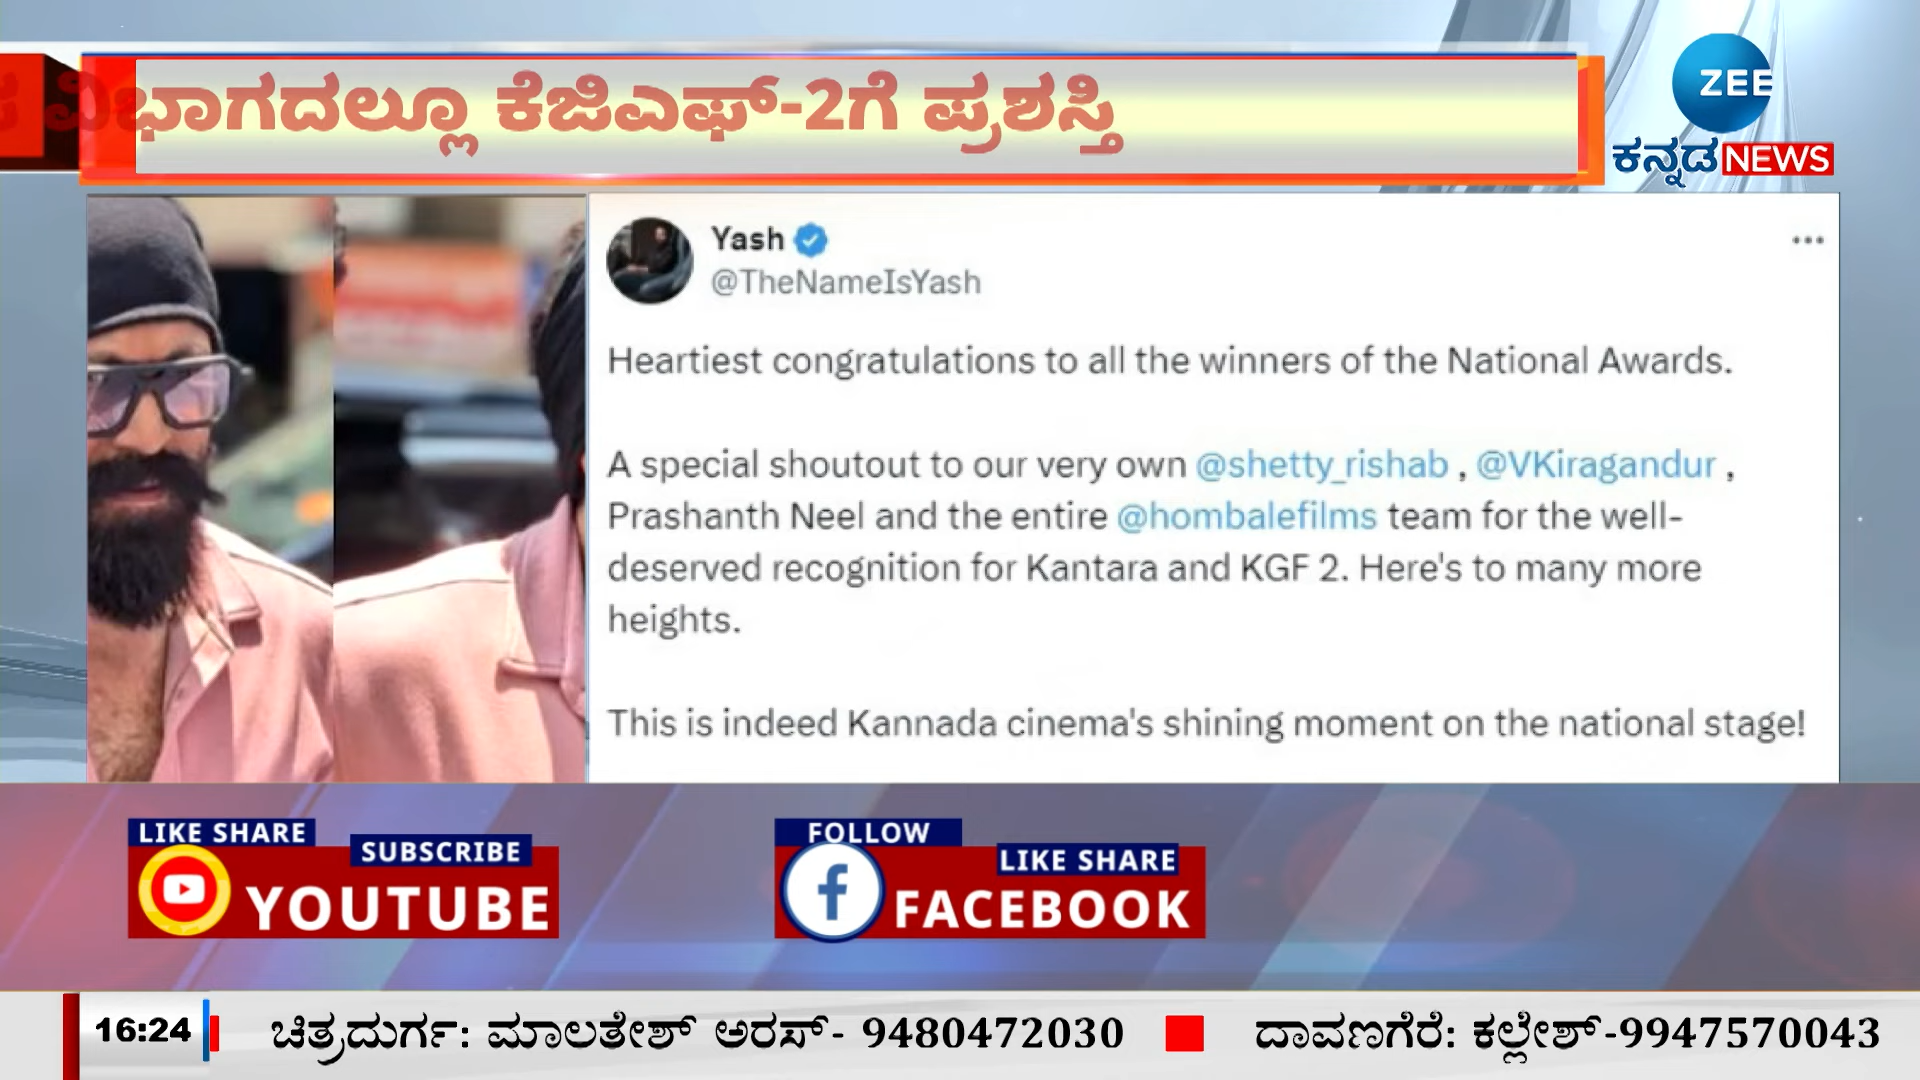 ವಿಭಾಗದಲ್ಲೂ ಕೆಜಿಎಫ್-2ಗೆ ಪ್ರಶಸ್ತಿ
ZEE
ಕನ್ನಡ NEWS
Yash
@TheNameIsYash
Heartiest congratulations to all the winners of the National Awards.
A special shoutout to our very own @shetty_rishab , @VKiragandur ,
Prashanth Neel and the entire @hombalefilms team for the well-
deserved recognition for Kantara and KGF 2. Here's to many more
heights.
This is indeed Kannada cinema's shining moment on the national stage!
LIKE SHARE
SUBSCRIBE
YOUTUBE
FOLLOW
LIKE SHARE
FACEBOOK
16:24
ಚಿತ್ರದುರ್ಗ: ಮಾಲತೇಶ್ ಅರಸ್- 9480472030
ದಾವಣಗೆರೆ: ಕಲ್ಲೇಶ್-9947570043